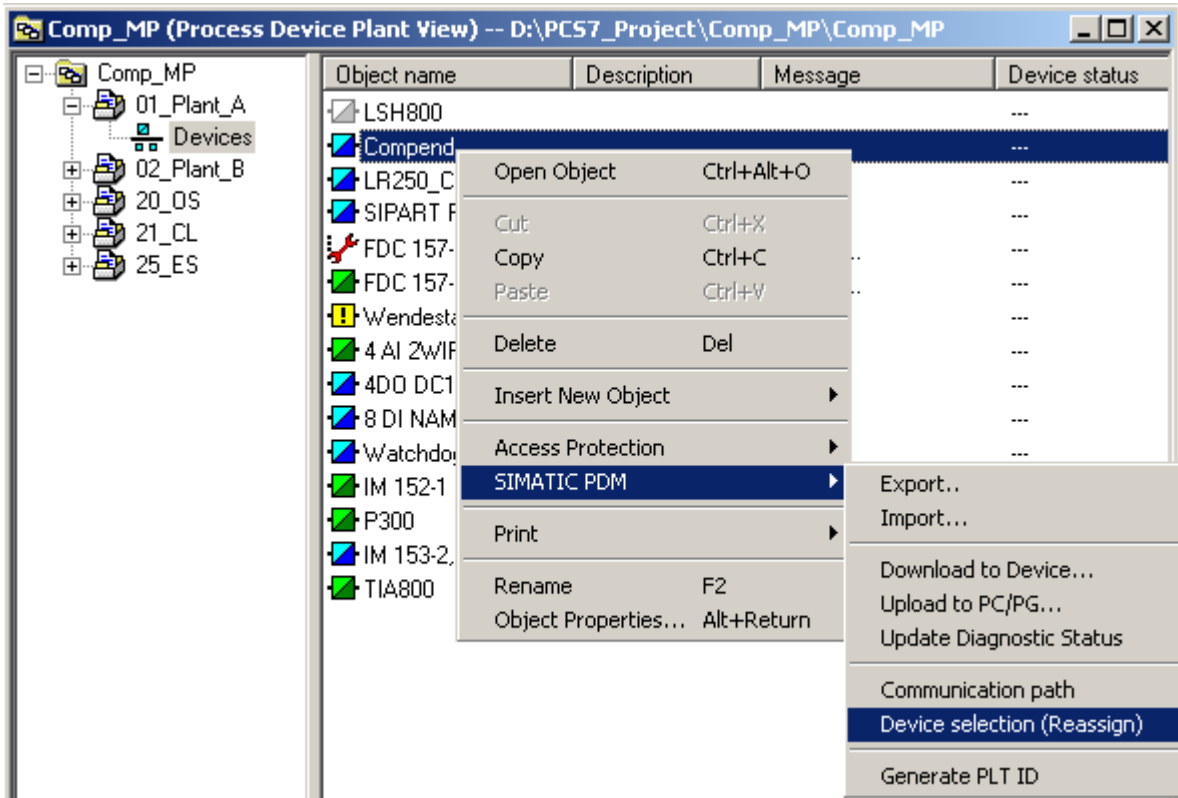 Comp_MP (Process Device Plant View) -- D:\PCS7_Project\Comp_MP\Comp_MP
Comp_MP
01_Plant_A
Devices
02_Plant_B
20_OS
21_CL
25_ES
Object name Description Message Device status
LSH800 ---
Compend ---
LR250_C ---
SIPART ---
FDC 157- .. ---
FDC 157- .. ---
Wendesta ---
4 AI 2WIR ---
4DO DC1 ---
8 DI NAM ---
Watchdog ---
IM 152-1
P300
IM 153-2,
TIA800
Open Object Ctrl+Alt+O
Cut Ctrl+X
Copy Ctrl+C
Paste Ctrl+V
Delete Del
Insert New Object
Access Protection
SIMATIC PDM
Print
Rename F2
Object Properties... Alt+Return
Export..
Import...
Download to Device...
Upload to PC/PG...
Update Diagnostic Status
Communication path
Device selection (Reassign)
Generate PLT ID